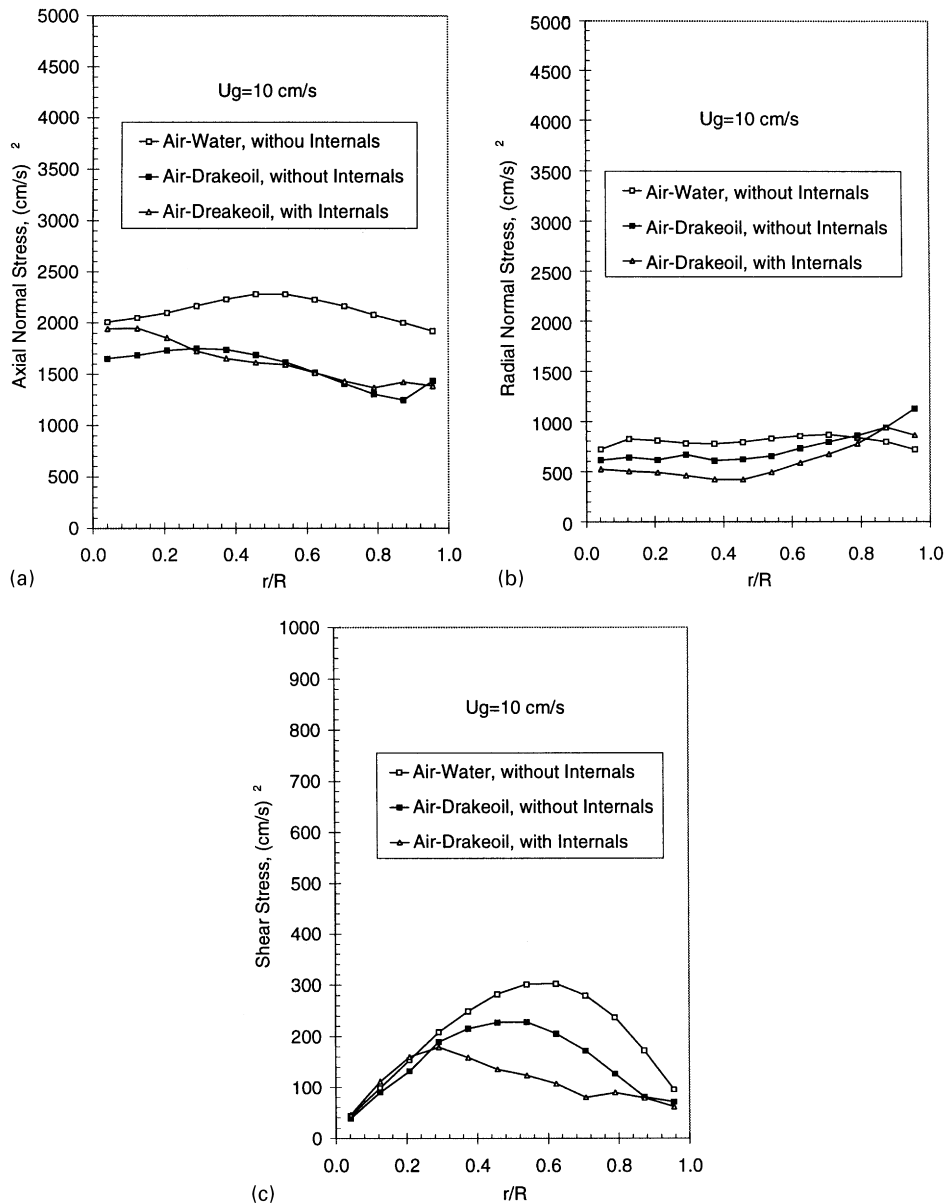 5000
4500
4000
3500
3000
2500
2000
1500
1000
500
0
Axial Normal Stress, (cm/s) 2
Ug=10 cm/s
Air-Water, withou Internals
Air-Drakeoil, without Internals
Air-Dreakeoil, with Internals
0.0 0.2 0.4 0.6 0.8 1.0
r/R
(a)
5000
4500
4000
3500
3000
2500
2000
1500
1000
500
0
Radial Normal Stress, (cm/s) 2
Ug=10 cm/s
Air-Water, without Internals
Air-Drakeoil, without Internals
Air-Drakeoil, with Internals
0.0 0.2 0.4 0.6 0.8 1.0
r/R
(b)
1000
900
800
700
600
500
400
300
200
100
0
Shear Stress, (cm/s) 2
Ug=10 cm/s
Air-Water, without Internals
Air-Drakeoil, without Internals
Air-Drakeoil, with Internals
0.0 0.2 0.4 0.6 0.8 1.0
r/R
(c)